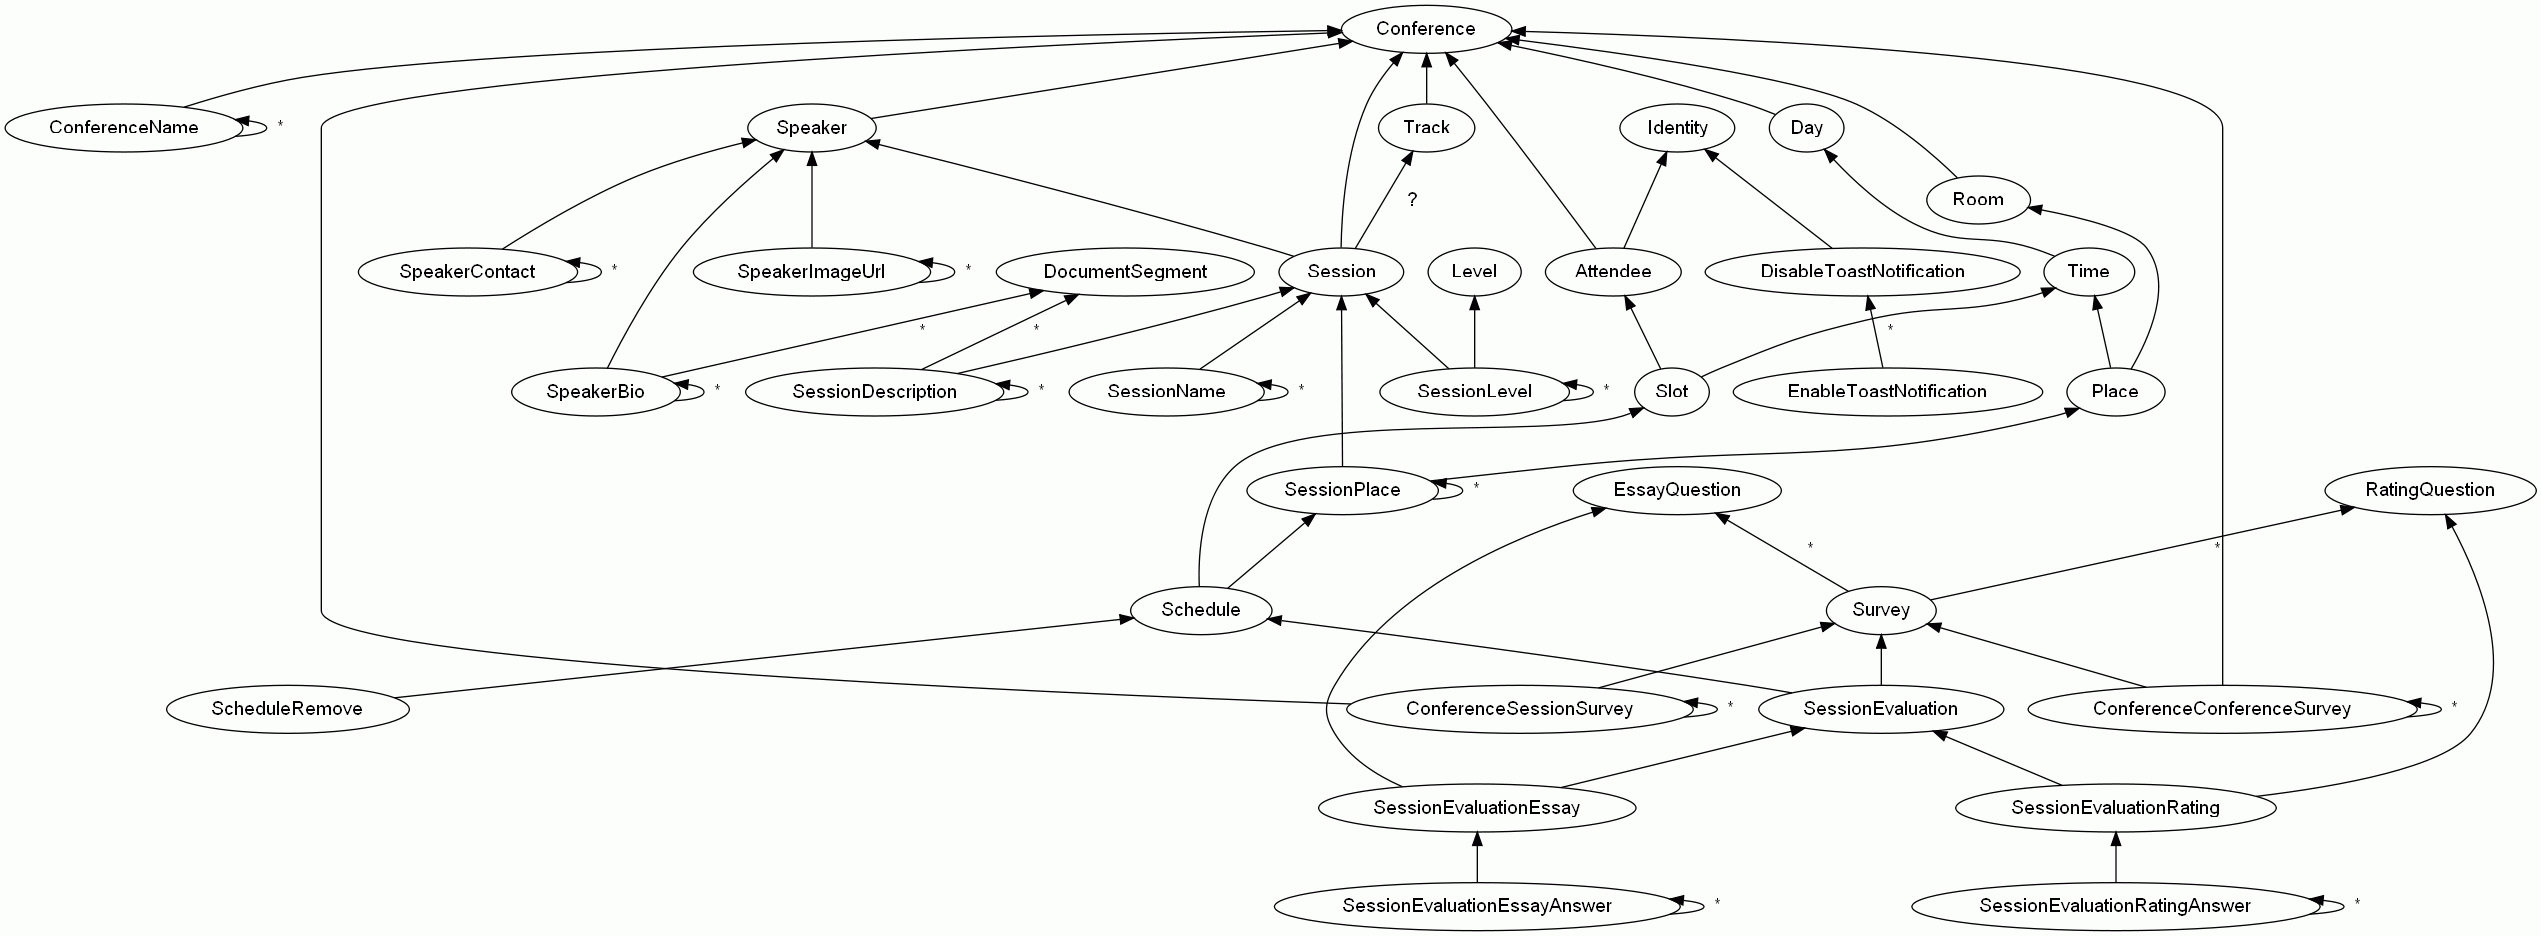 Conference
ConferenceName
*
Speaker
Track
Identity
Day
Room
?
SpeakerContact
*
SpeakerImageUrl
*
DocumentSegment
Session
Level
Attendee
DisableToastNotification
Time
*
*
*
SpeakerBio
*
SessionDescription
*
SessionName
*
SessionLevel
*
Slot
EnableToastNotification
Place
SessionPlace
*
EssayQuestion
RatingQuestion
*
*
Schedule
Survey
ScheduleRemove
ConferenceSessionSurvey
*
SessionEvaluation
ConferenceConferenceSurvey
*
SessionEvaluationEssay
SessionEvaluationRating
SessionEvaluationEssayAnswer
*
SessionEvaluationRatingAnswer
*